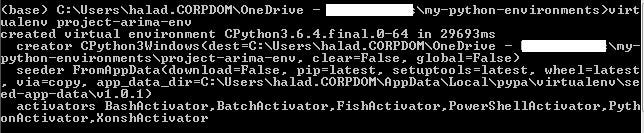 (base) C:\Users\halad.CORPDOM\OneDrive - \my-python-environments>virt
ualenv project-arima-env
created virtual environment CPython3.6.4.final.0-64 in 29693ms
  creator CPython3Windows(dest=C:\Users\halad.CORPDOM\OneDrive - \my-
python-environments\project-arima-env, clear=False, global=False)
  seeder FromAppData(download=False, pip=latest, setuptools=latest, wheel=latest
, via=copy, app_data_dir=C:\Users\halad.CORPDOM\AppData\Local\pypa\virtualenv\se
ed-app-data\v1.0.1)
  activators BashActivator,BatchActivator,FishActivator,PowerShellActivator,Pyth
onActivator,XonshActivator